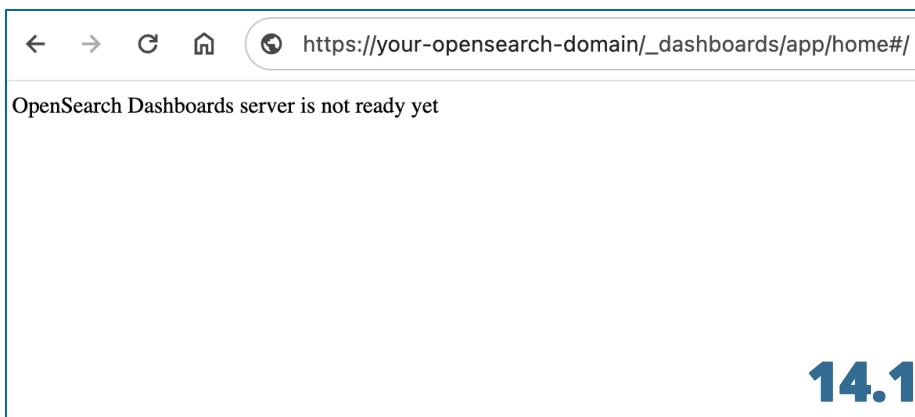 https://your-opensearch-domain/_dashboards/app/home#/
OpenSearch Dashboards server is not ready yet
14.1